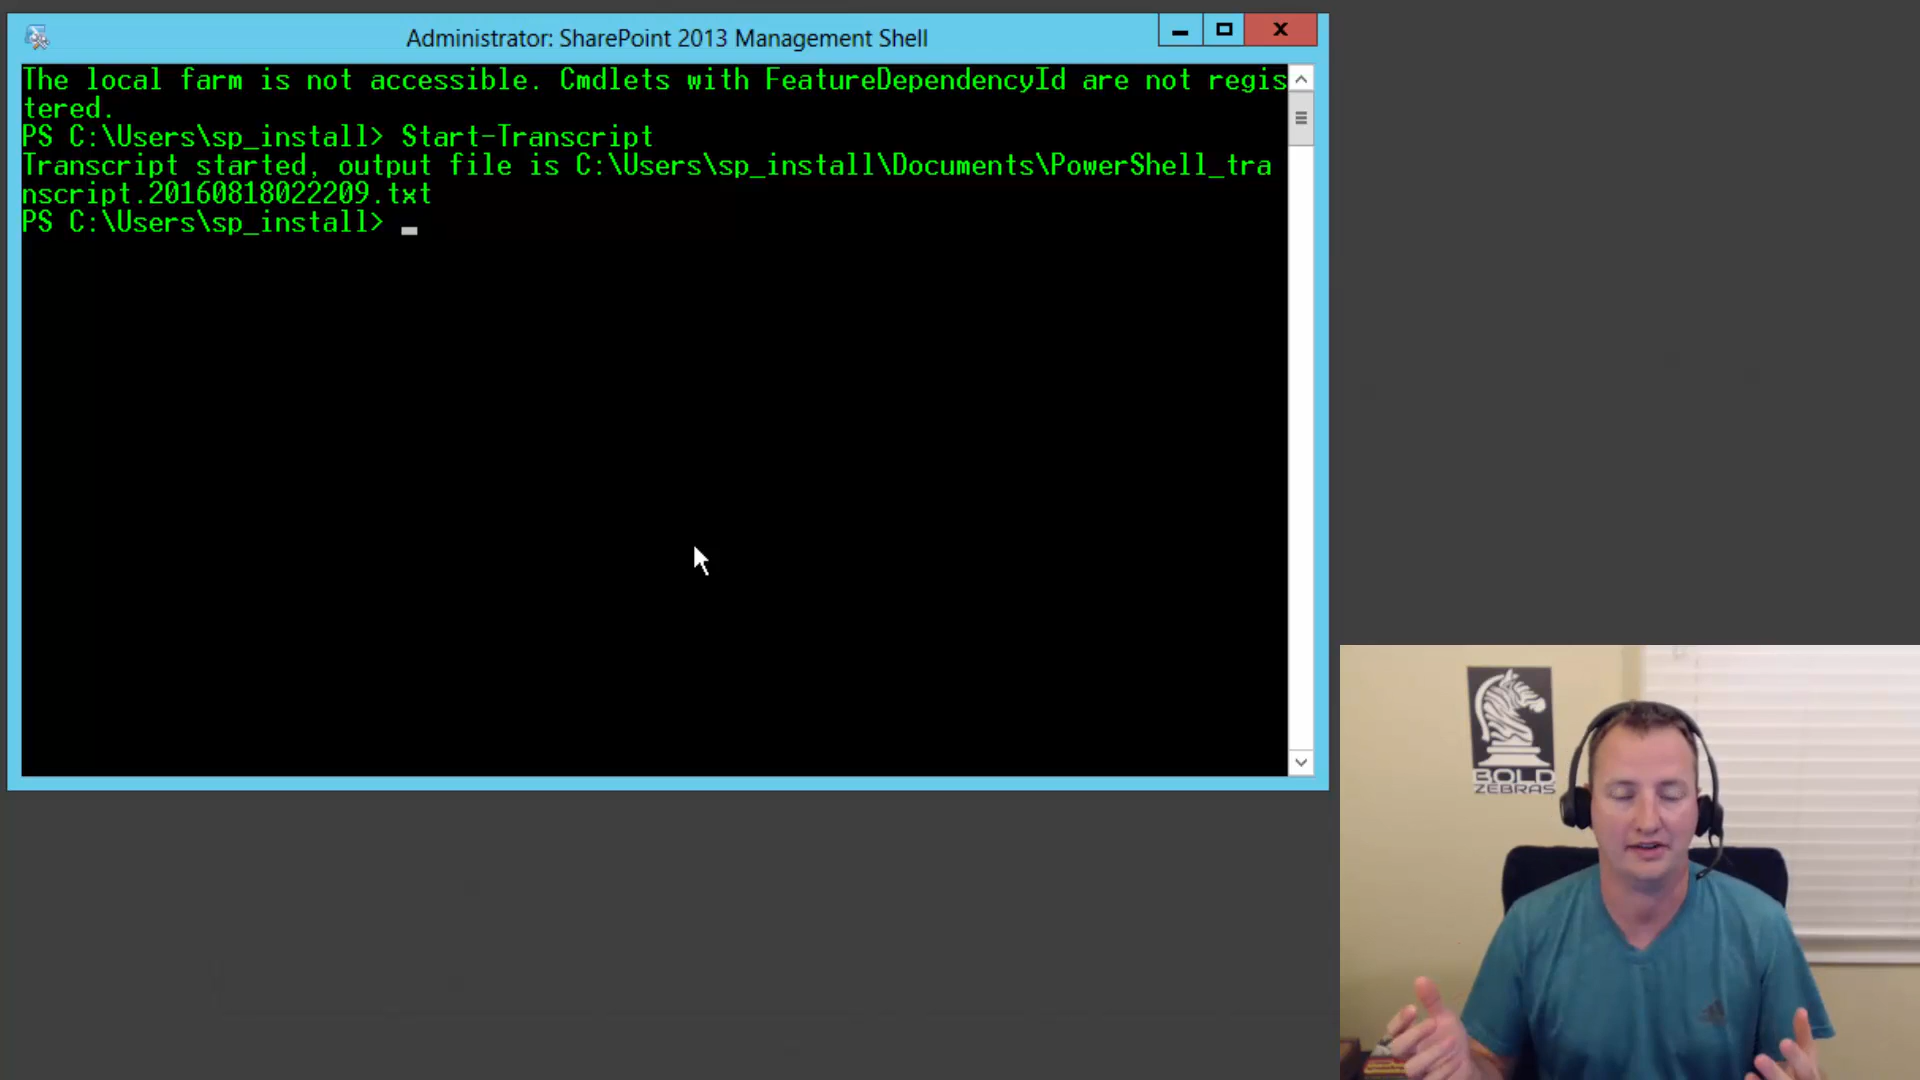 Administrator: SharePoint 2013 Management Shell
The local farm is not accessible. Cmdlets with FeatureDependencyId are not regis
tered.
PS C:\Users\sp_install> Start-Transcript
Transcript started, output file is C:\Users\sp_install\Documents\PowerShell_tra
nscript.20160818022209.txt
PS C:\Users\sp_install>
BOLD
ZEBRAS